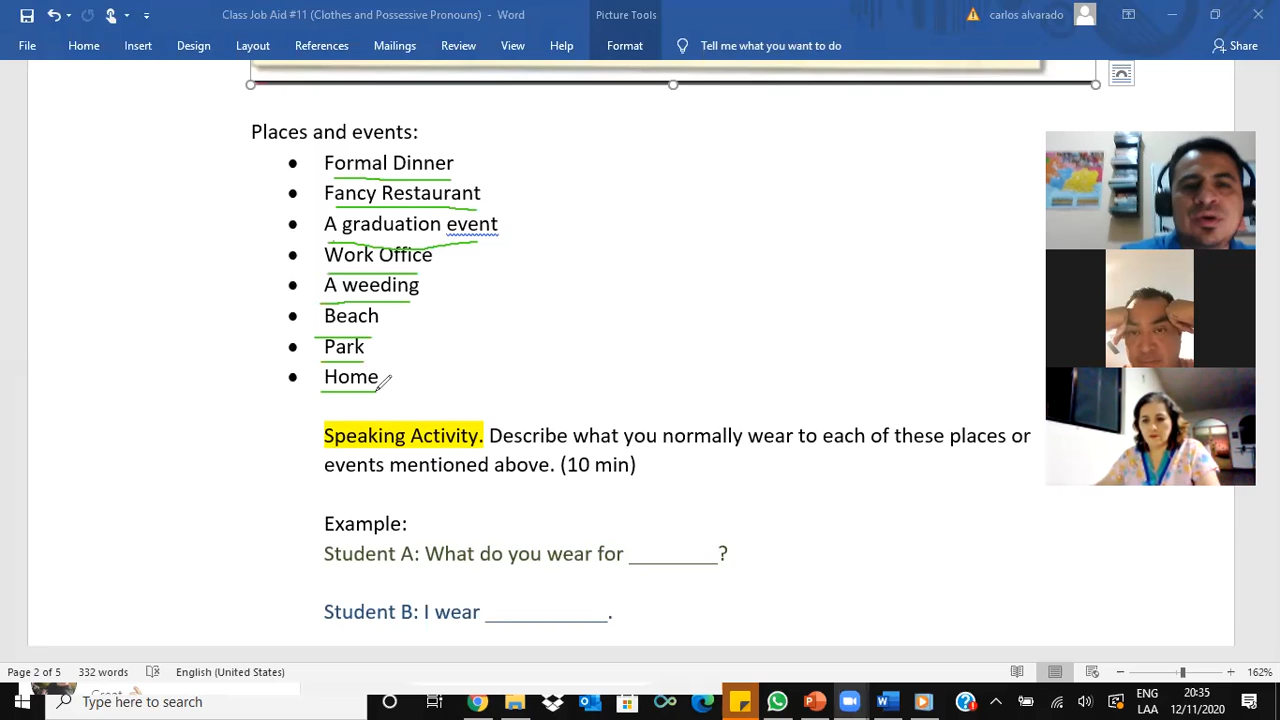 Class Job Aid #11 (Clothes and Possessive Pronouns) - Word
Picture Tools
carlos alvarado
File Home Insert Design Layout References Mailings Review View Help Format Tell me what you want to do Share
Places and events:
Formal Dinner
Fancy Restaurant
A graduation event
Work Office
A weeding
Beach
Park
Home
Speaking Activity. Describe what you normally wear to each of these places or
events mentioned above. (10 min)
Example:
Student A: What do you wear for ________?
Student B: I wear ___________.
Page 2 of 5 332 words English (United States) 162%
Type here to search
ENG 20:35
LAA 12/11/2020